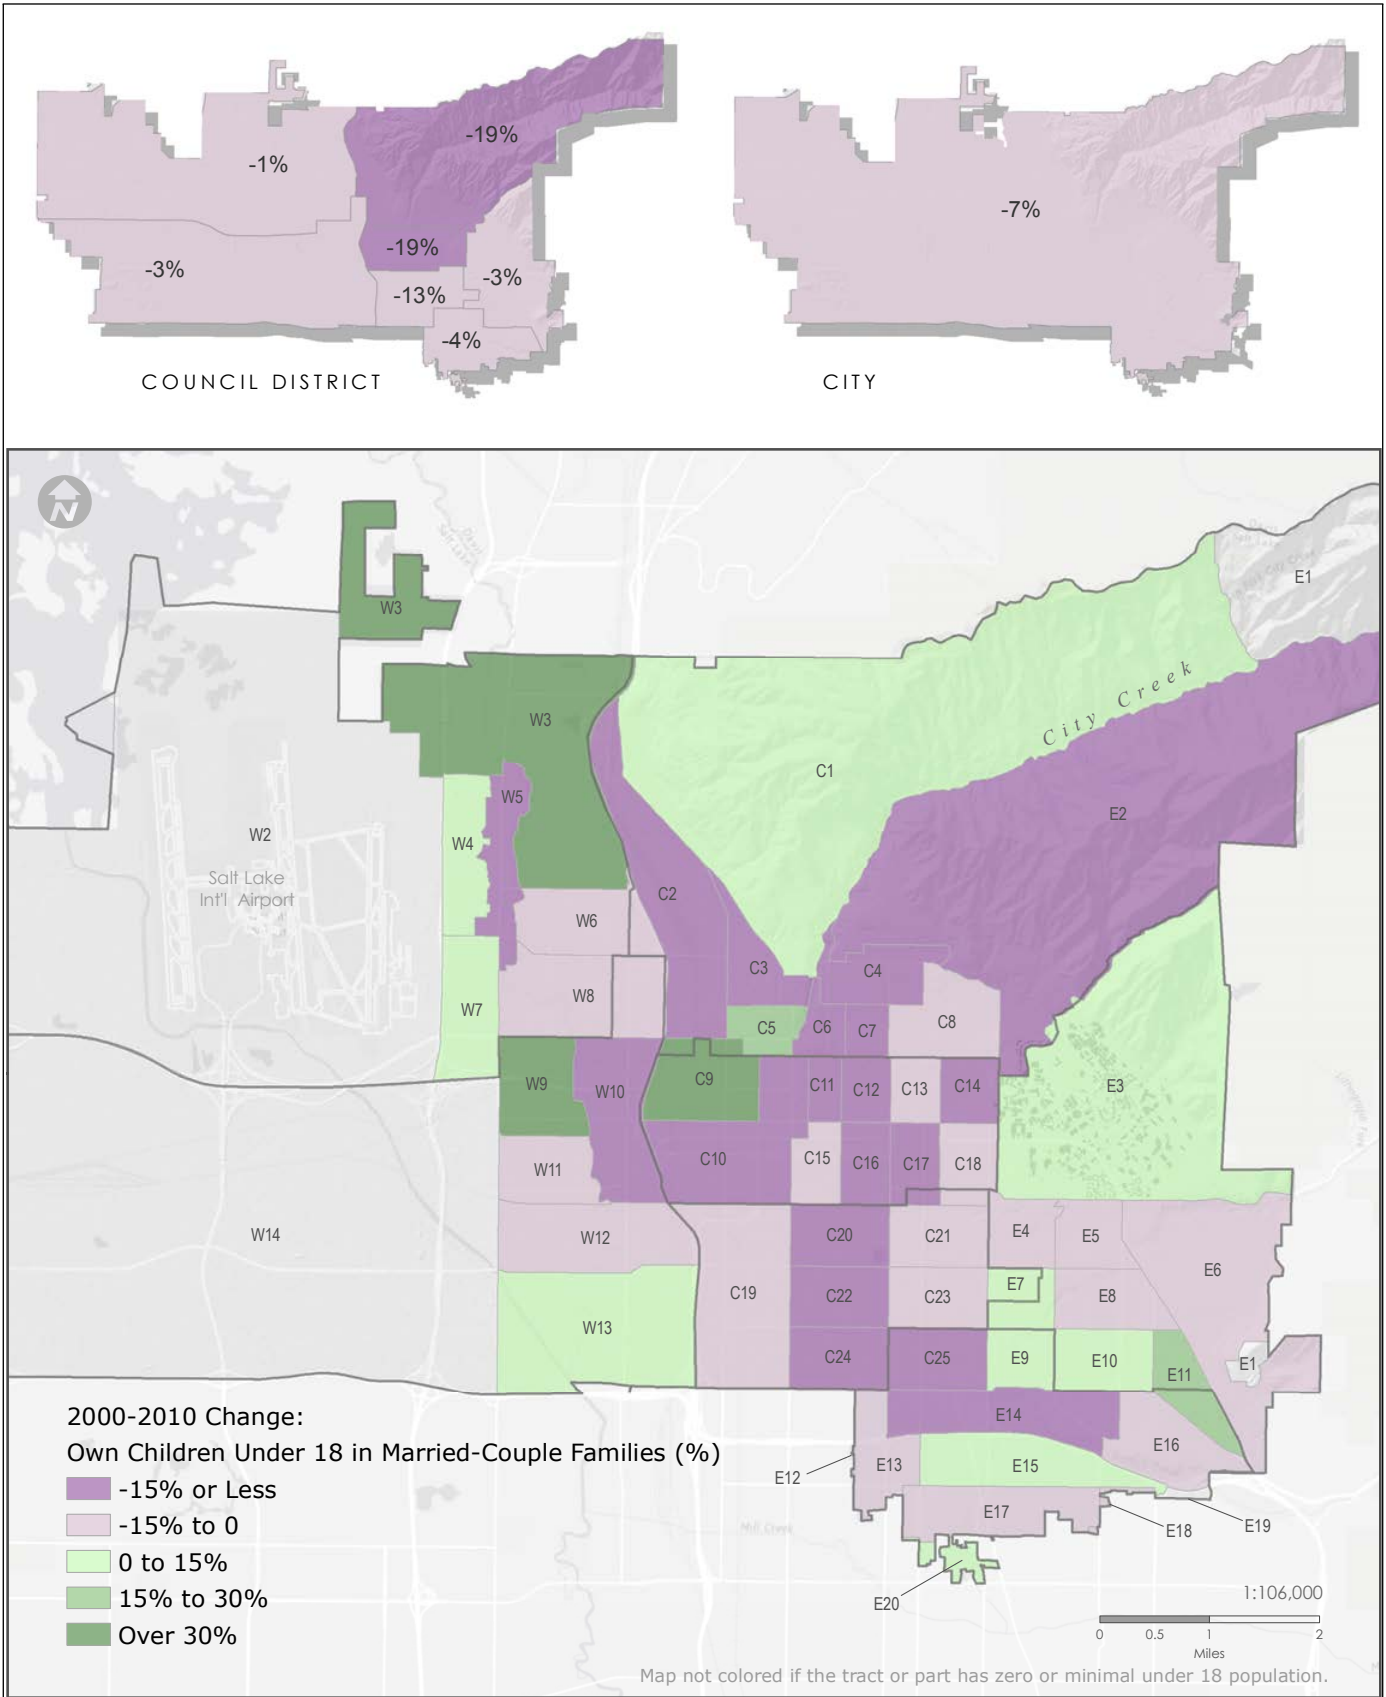 -19%
-1%
-7%
-19%
-3%
-3%
-13%
-4%
COUNCIL DISTRICT
CITY
N
Davis
Salt Lake
E1
W3
City Creek
W3
C1
W5
E2
W2
W4
Salt Lake
Int'l Airport
C2
W6
C3
C4
W8
W7
C5
C6
C7
C8
C9
W9
W10
C11
C12
C13
C14
E3
C10
C15
C16
C17
C18
W11
W14
W12
C20
C21
E4
E5
E6
C19
C22
C23
E7
E8
W13
C24
C25
E9
E10
E11
E1
2000-2010 Change:
Own Children Under 18 in Married-Couple Families (%)
-15% or Less
-15% to 0
0 to 15%
15% to 30%
Over 30%
E14
E16
E12
E13
E15
E17
E18
E19
Mill Creek
E20
1:106,000
0 0.5 1 2
Miles
Map not colored if the tract or part has zero or minimal under 18 population.